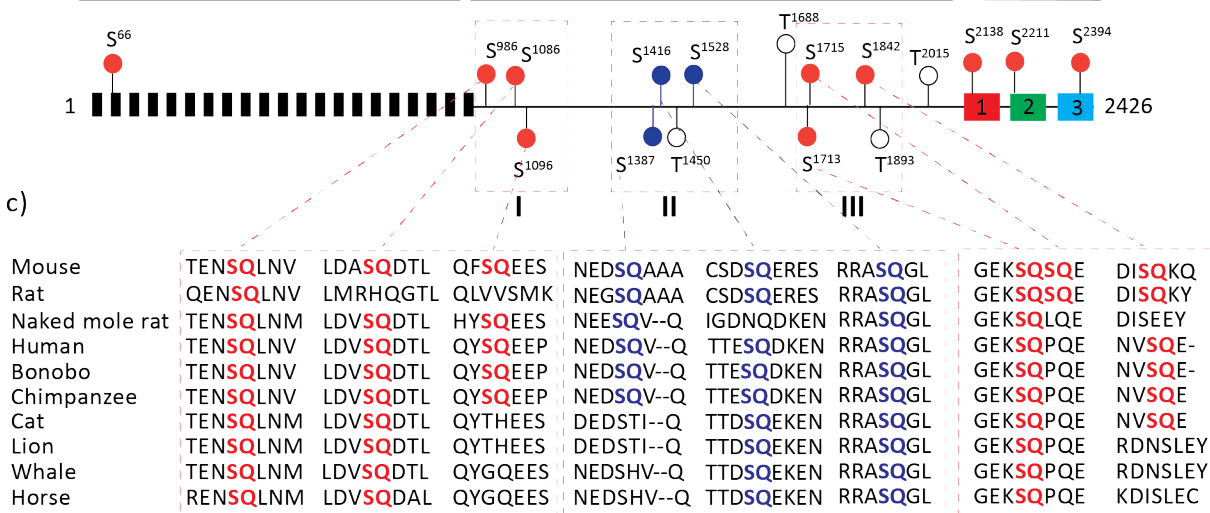 T1688
S66 S986 S1086 S1416 S1528 S1715 S1842 T2015 S2138 S2211 S2394
1 1 2 3 2426
S1096 S1387 T1450 S1713 T1893
I II III
c)
Mouse TENSQLNV LDASQDTL QFSQEES NEDSQAAA CSDSQERES RRASQGL GEKSQSQE DISQKQ
Rat QENSQLNV LMRHQGTL QLVVSMK NEGSQAAA CSDSQERES RRASQGL GEKSQSQE DISQKY
Naked mole rat TENSQLNM LDVSQDTL HYSQEES NEESQV--Q IGDNQDKEN RRASQGL GEKSQLQE DISEEY
Human TENSQLNV LDVSQDTL QYSQEEP NEDSQV--Q TTESQDKEN RRASQGL GEKSQPQE NVSQE-
Bonobo TENSQLNV LDVSQDTL QYSQEEP NEDSQV--Q TTESQDKEN RRASQGL GEKSQPQE NVSQE-
Chimpanzee TENSQLNV LDVSQDTL QYSQEEP NEDSQV--Q TTESQDKEN RRASQGL GEKSQPQE NVSQE
Cat TENSQLNM LDVSQDTL QYTHEES DEDSTI--Q TTDSQEKEN RRASQGL GEKSQPQE NVSQE
Lion TENSQLNM LDVSQDTL QYTHEES DEDSTI--Q TTDSQEKEN RRASQGL GEKSQPQE RDNSLEY
Whale TENSQLNM LDVSQDTL QYGQEES NEDSHV--Q TTDSQEKEN RRASQGL GEKSQPQE RDNSLEY
Horse RENSQLNM LDVSQDAL QYGQEES NEDSHV--Q TTDSQEKEN RRASQGL GEKSQPQE KDISLEC